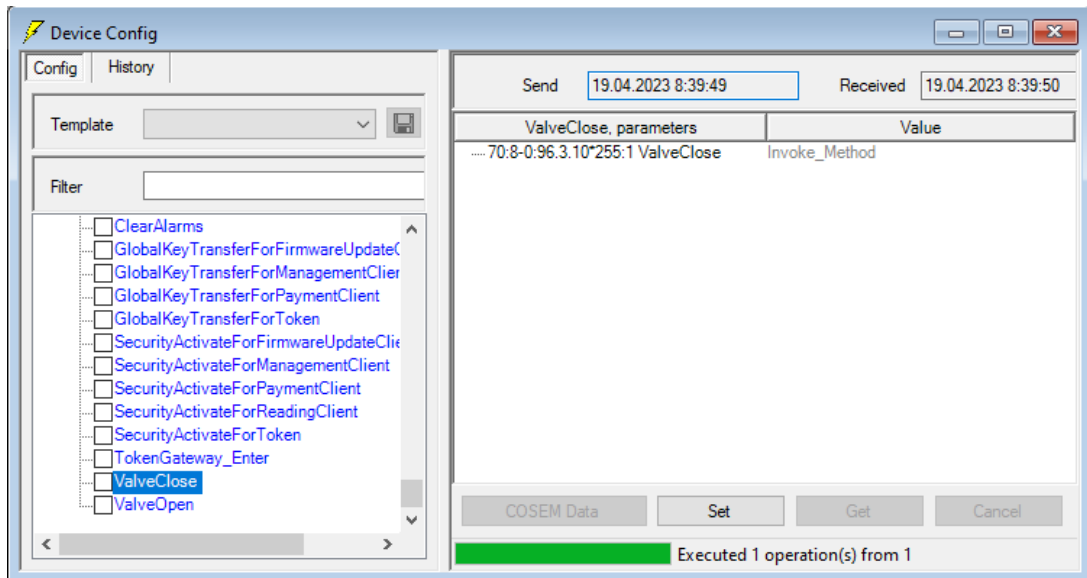 Device Config
Config History
Template
Filter
ClearAlarms
GlobalKeyTransferForFirmwareUpdate(
GlobalKeyTransferForManagementClier
GlobalKeyTransferForPaymentClient
GlobalKeyTransferForToken
SecurityActivateForFirmwareUpdateClie
SecurityActivateForManagementClient
SecurityActivateForPaymentClient
SecurityActivateForReadingClient
SecurityActivateForToken
TokenGateway_Enter
ValveClose
ValveOpen
Send 19.04.2023 8:39:49 Received 19.04.2023 8:39:50
ValveClose, parameters Value
70:8-0:96.3.10*255:1 ValveClose Invoke_Method
COSEM Data Set Get Cancel
Executed 1 operation(s) from 1